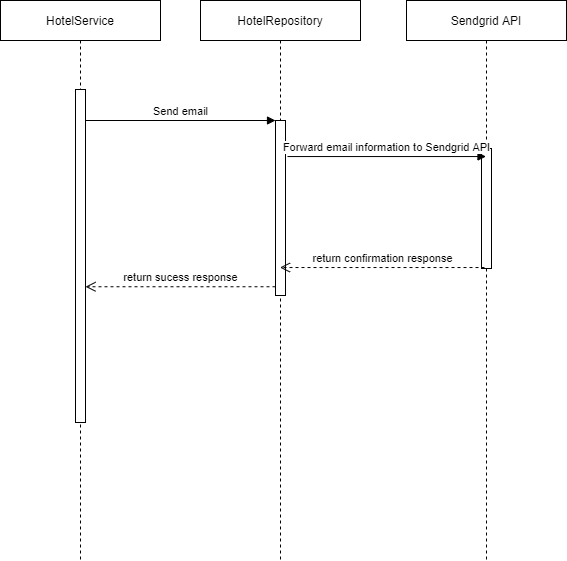 HotelService
HotelRepository
Sendgrid API
Send email
Forward email information to Sendgrid API
return confirmation response
return sucess response